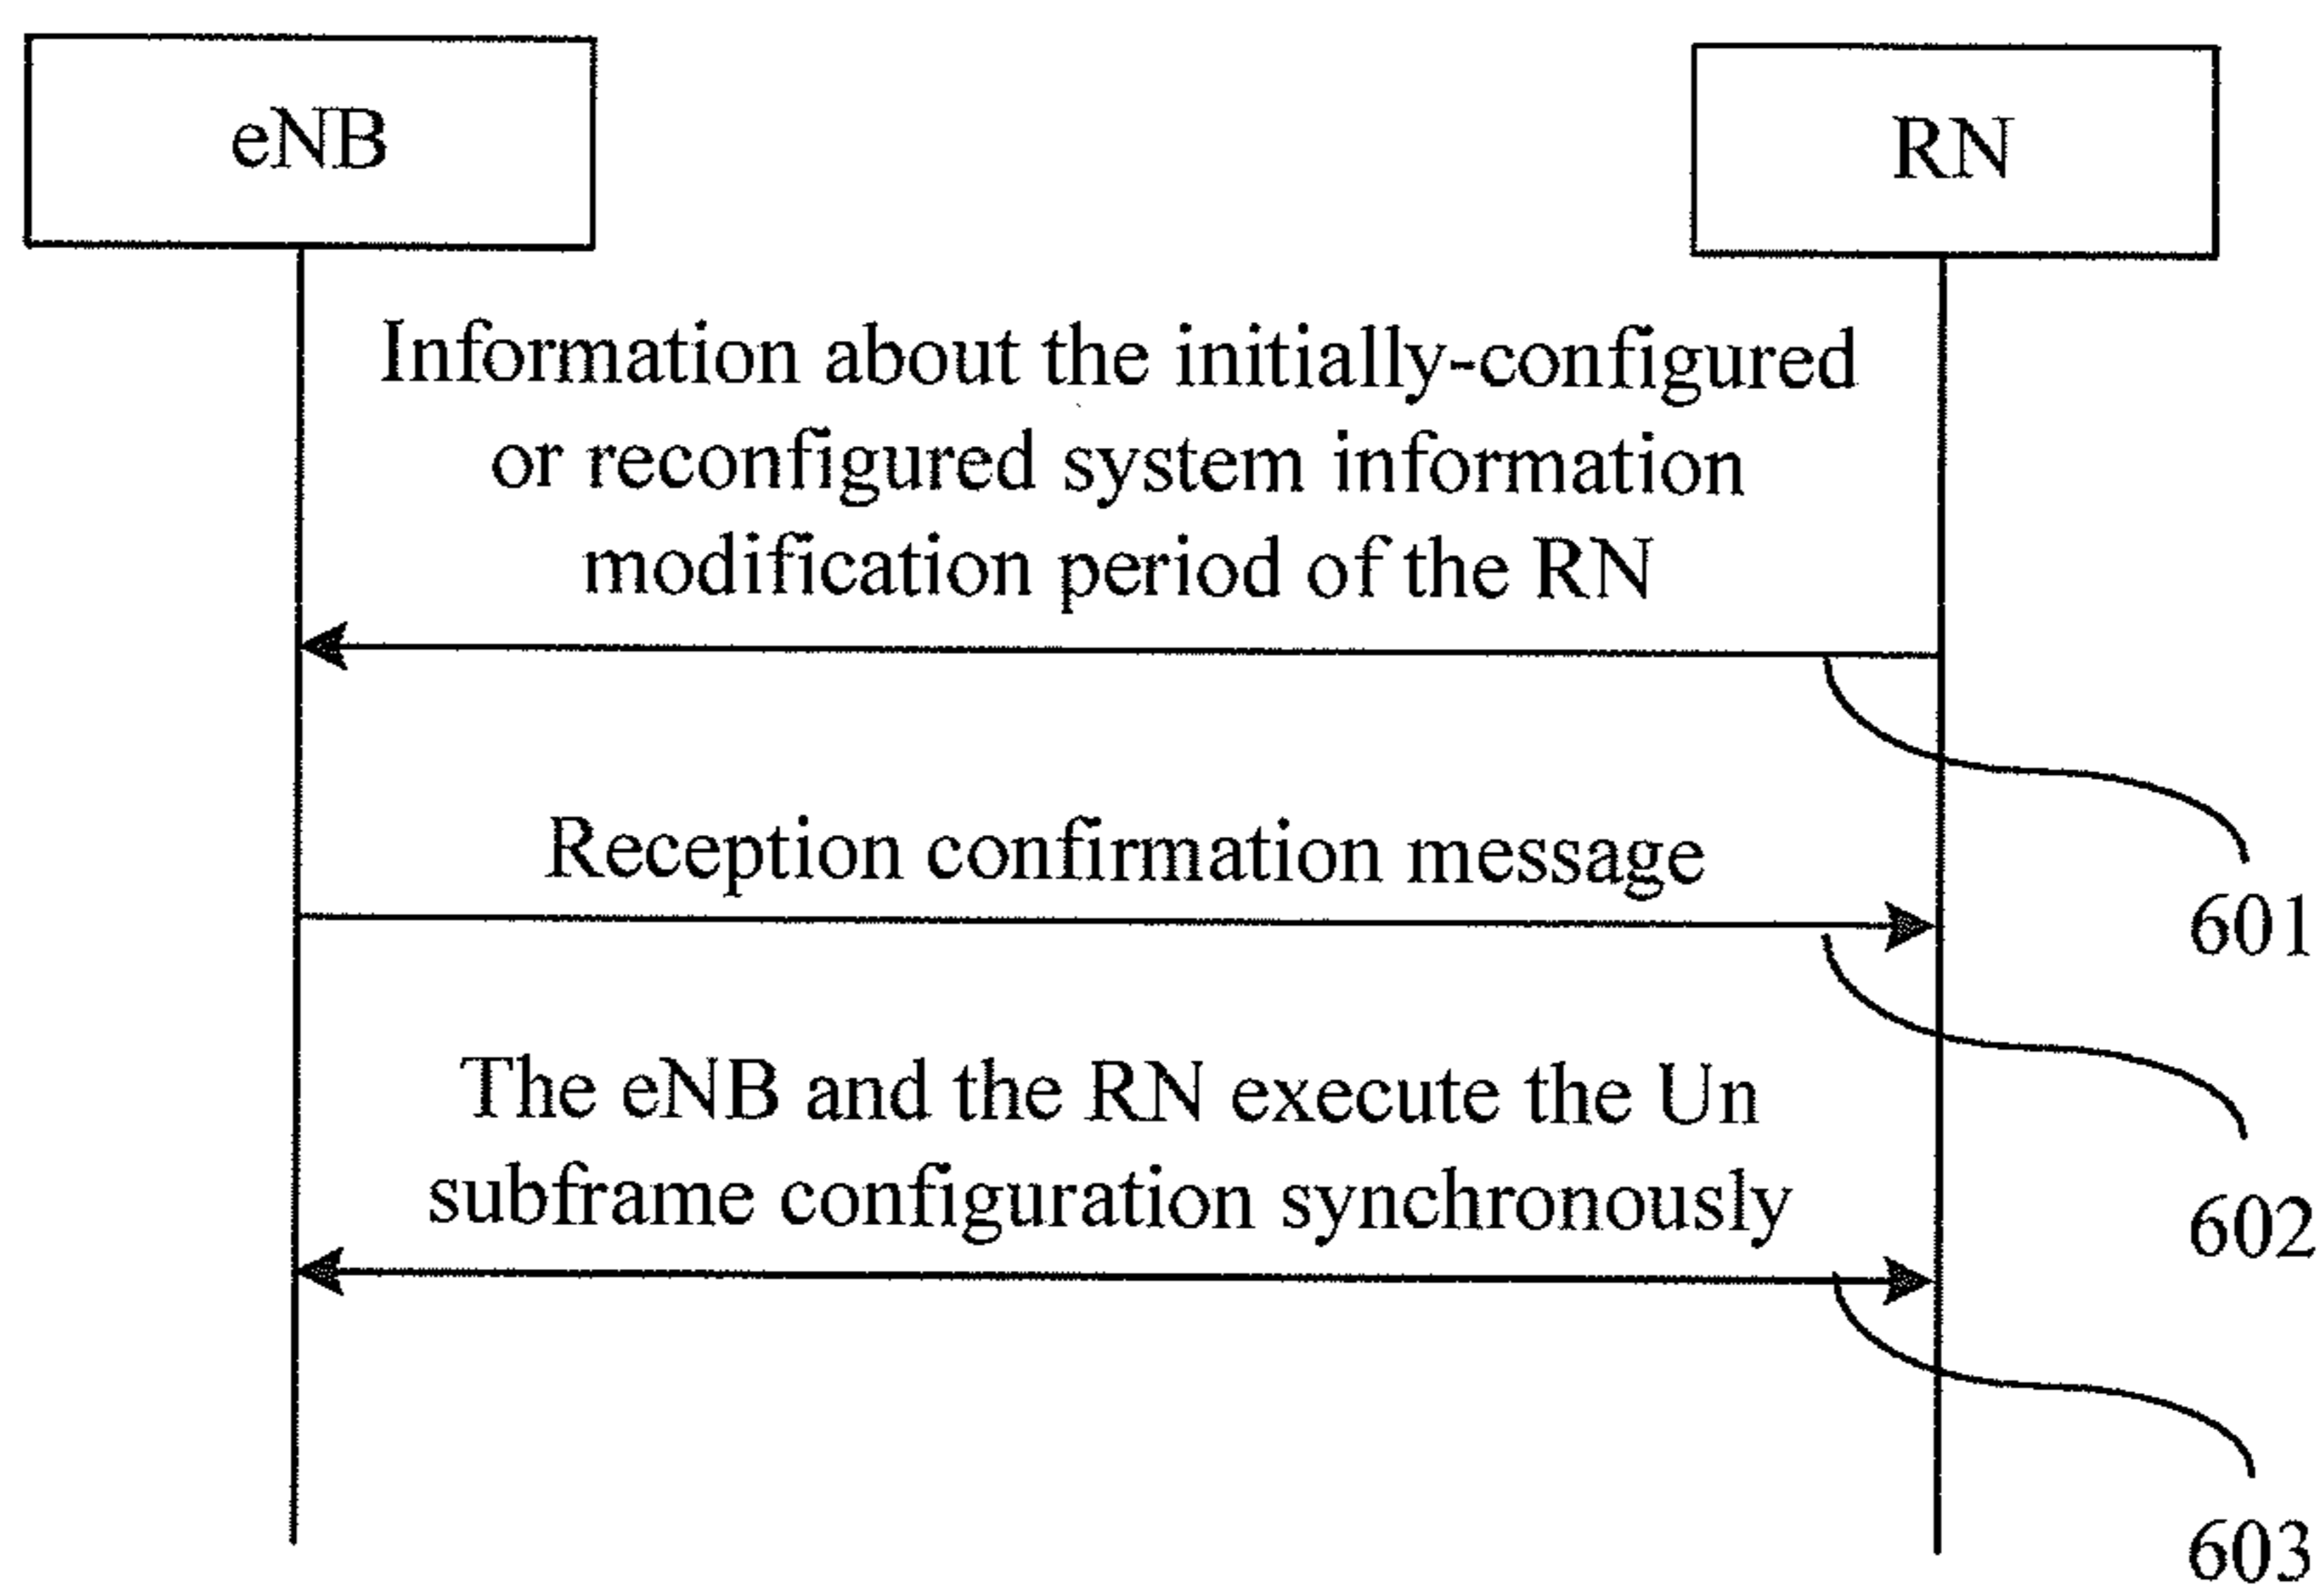 eNB
RN
Information about the initially-configured
or reconfigured system information
modification period of the RN
601
Reception confirmation message
602
The eNB and the RN execute the Un
subframe configuration synchronously
603